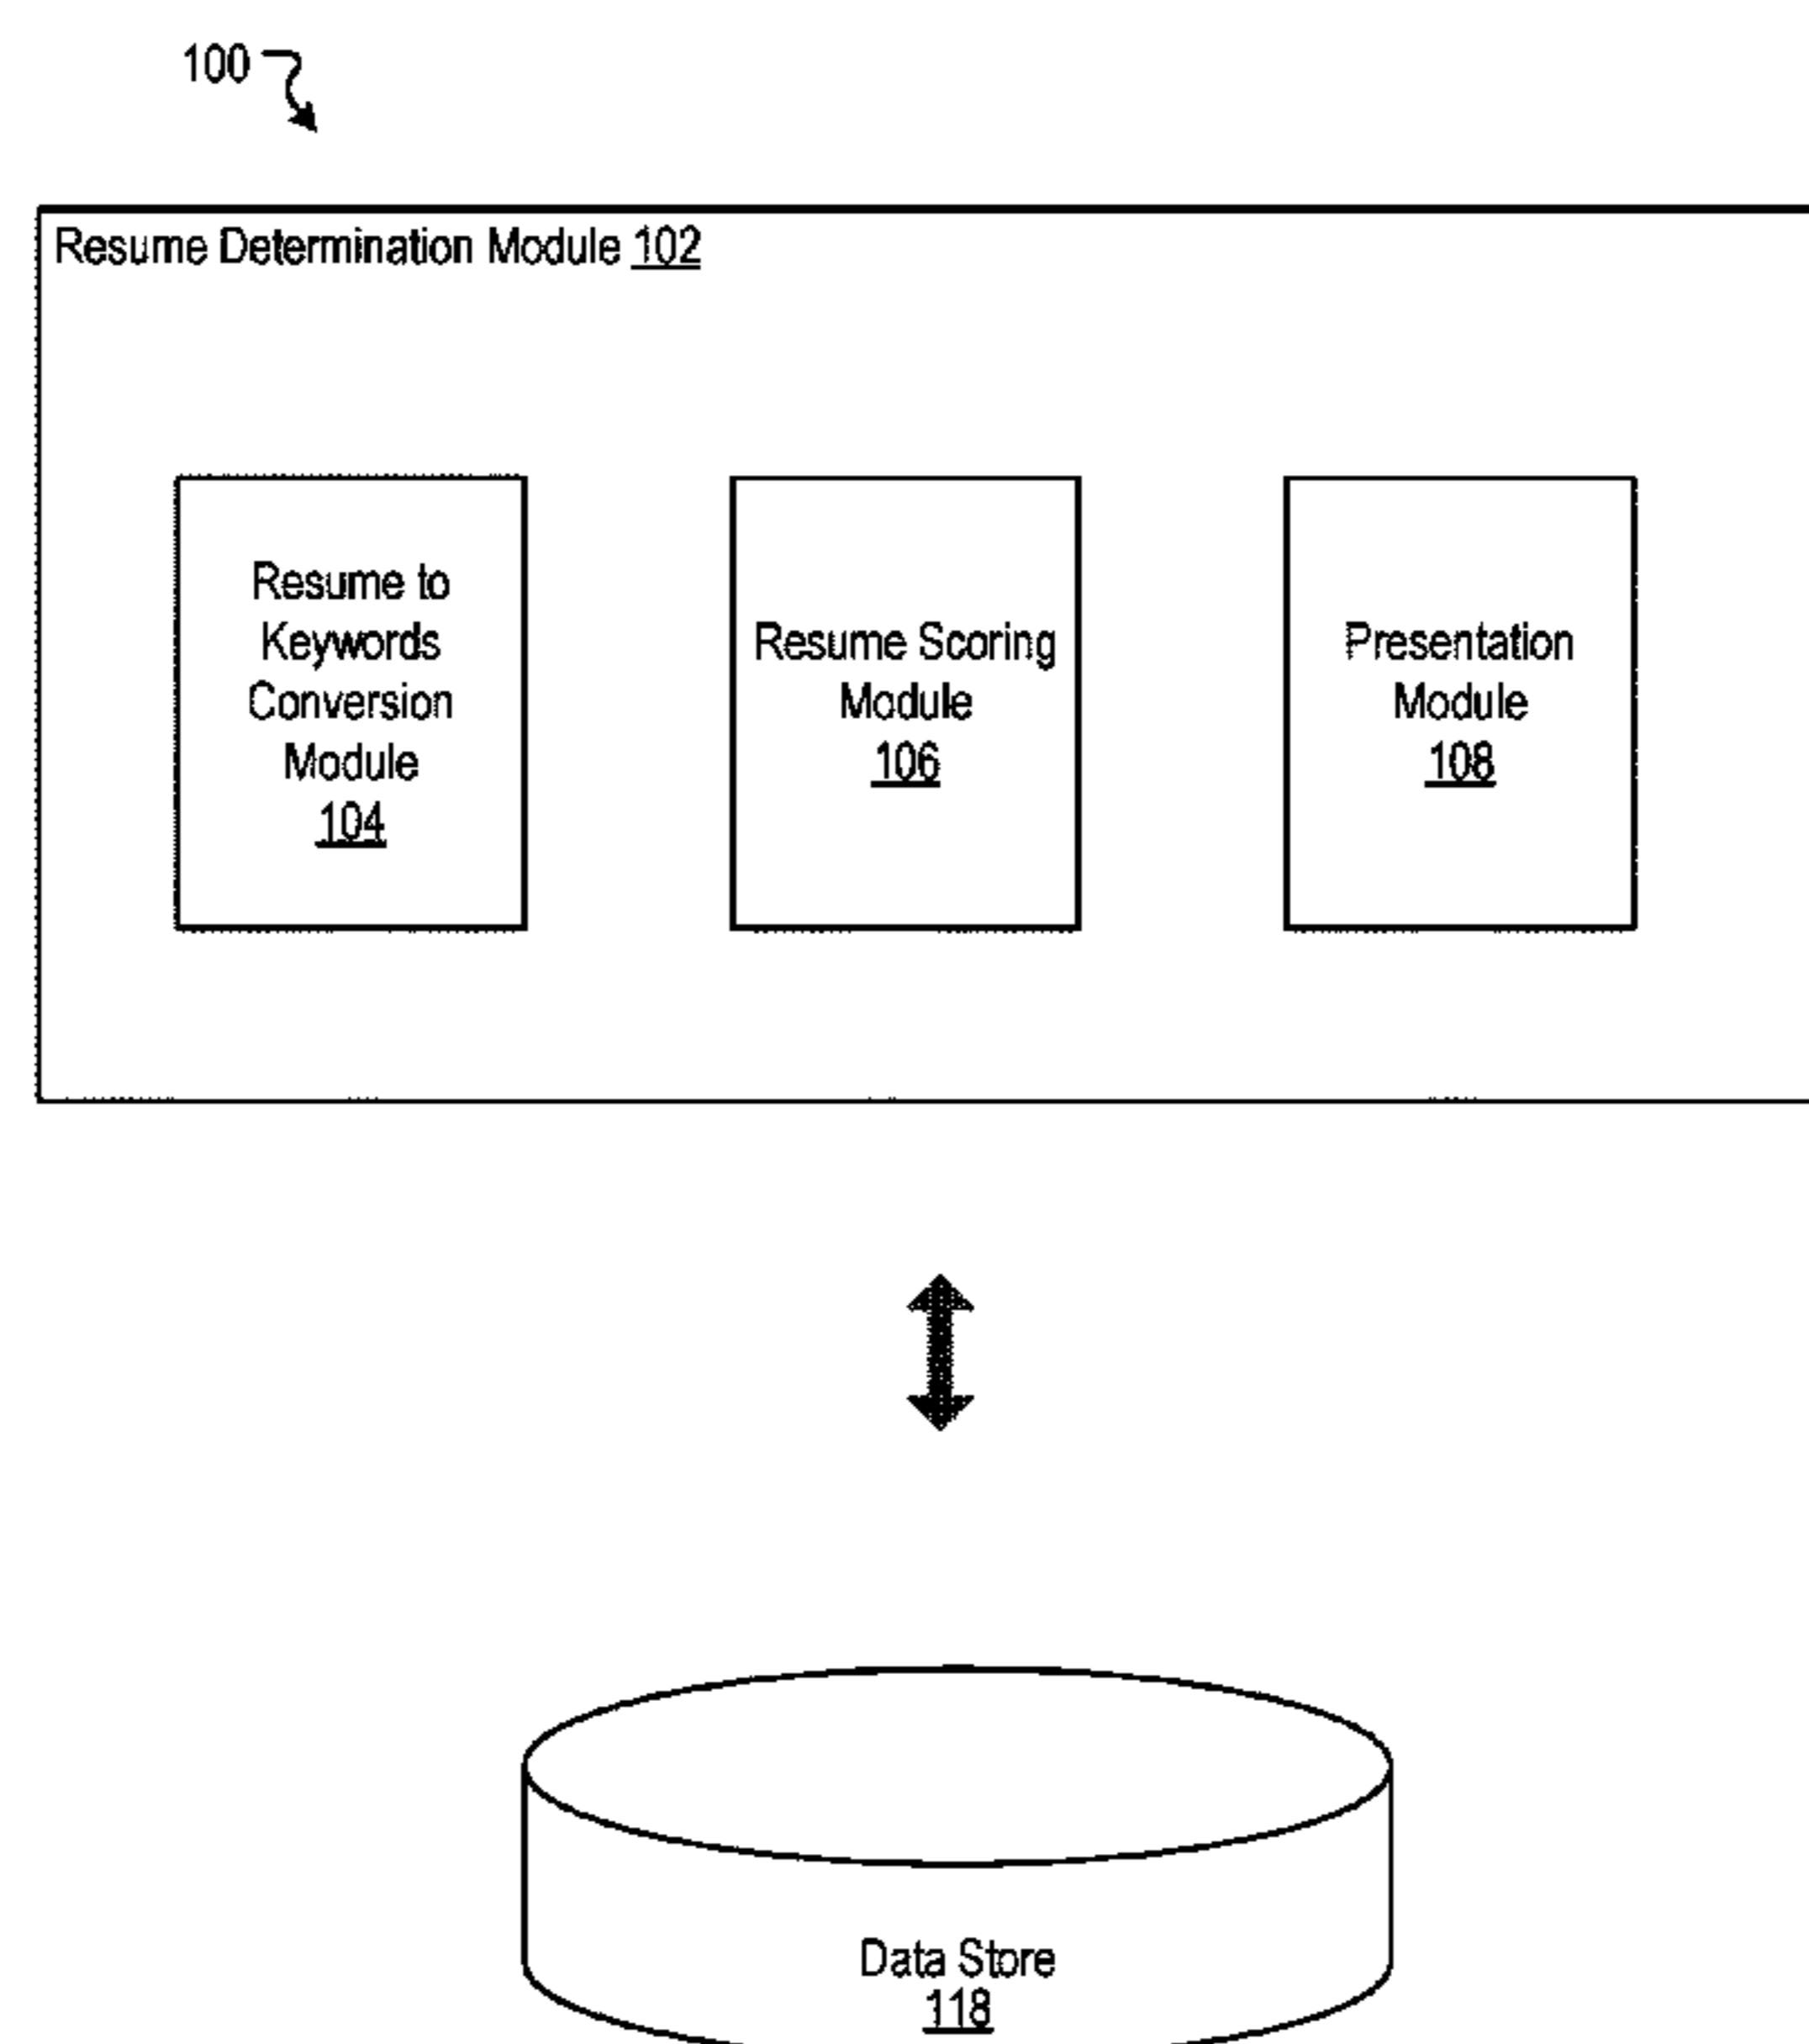 100
Resume Determination Module 102
Resume to
Keywords
Conversion
Module
104
Resume Scoring
Module
106
Presentation
Module
108
Data Store
118